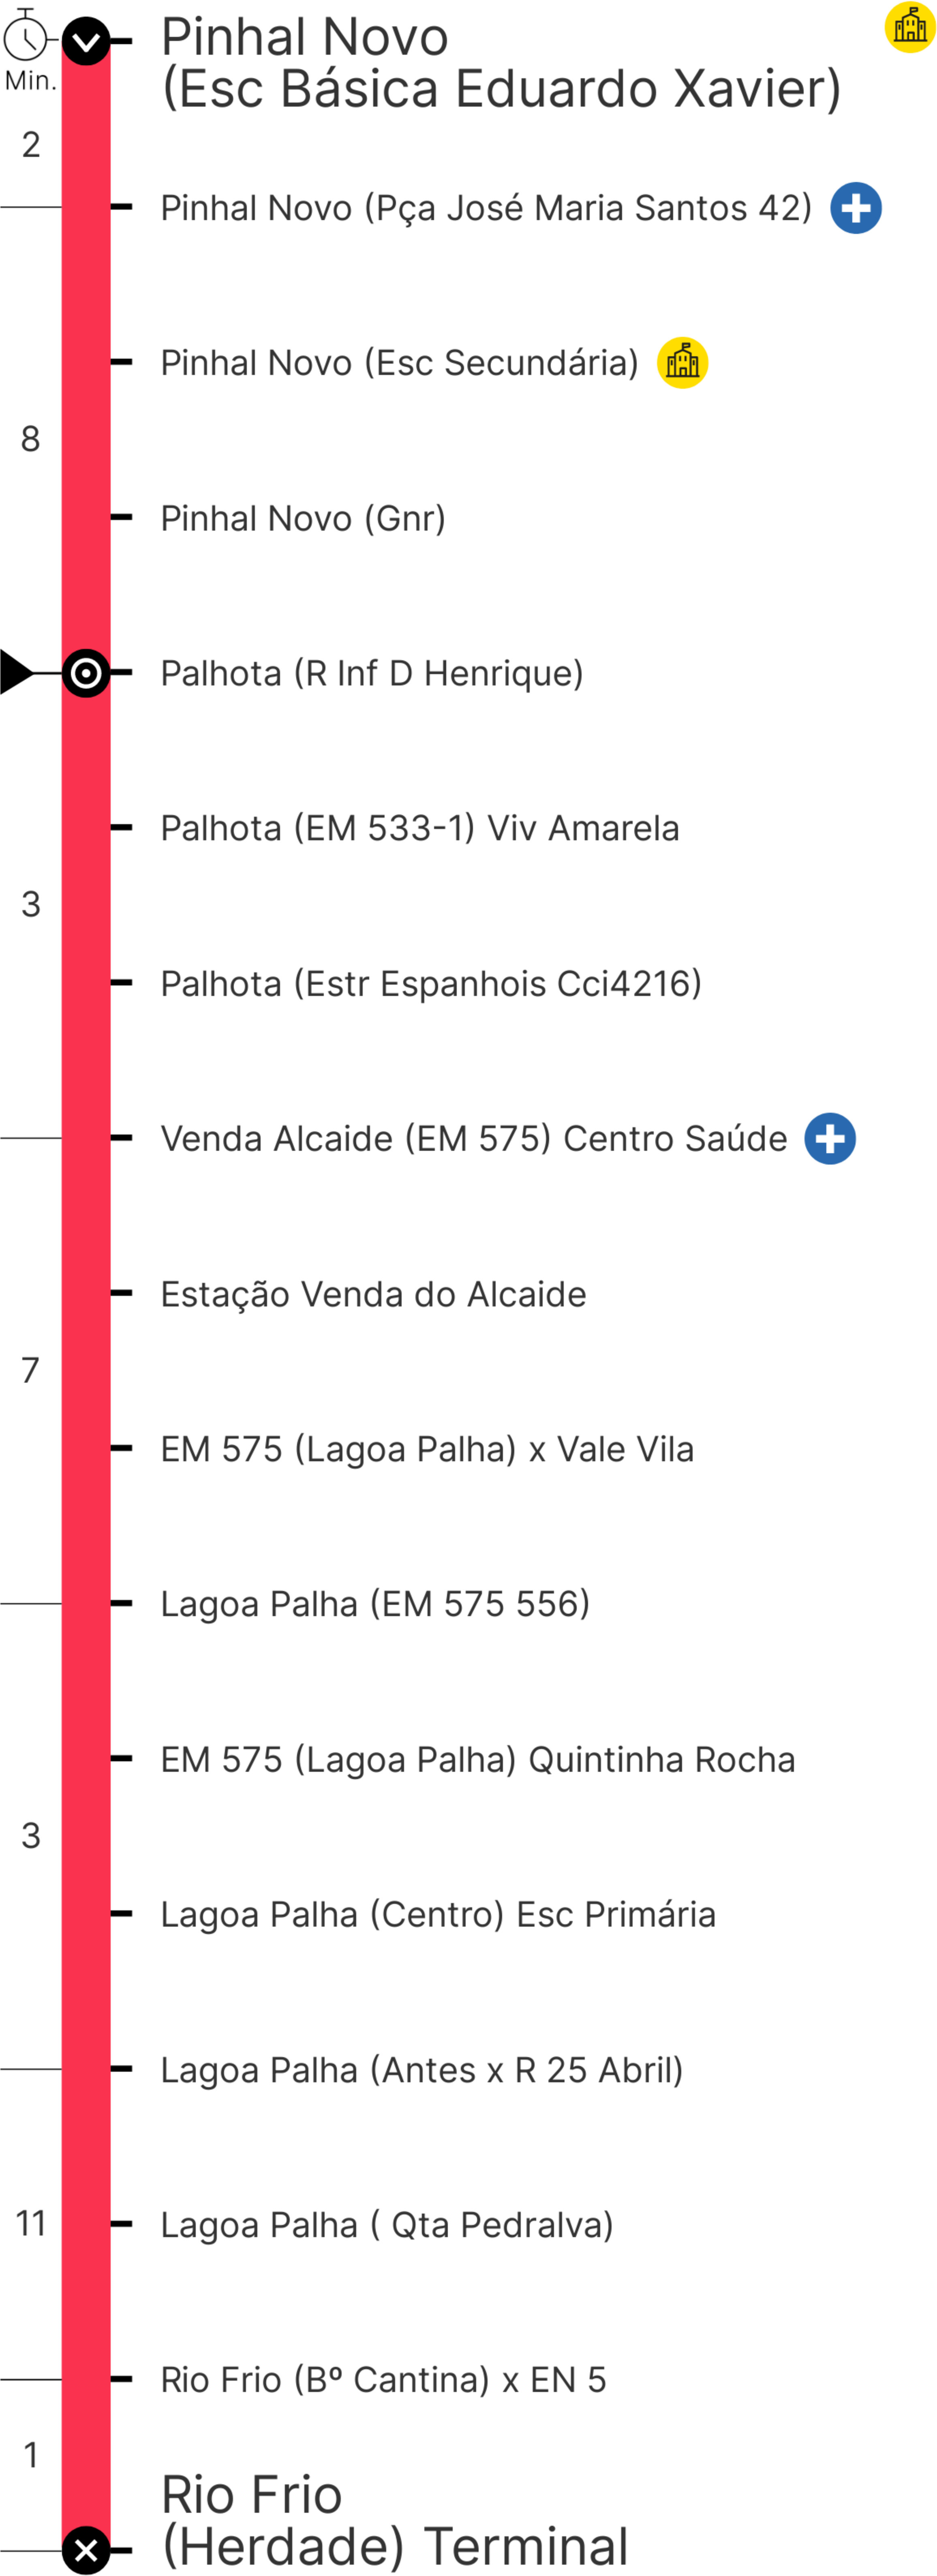 Pinhal Novo
(Esc Básica Eduardo Xavier)
Min.
2
Pinhal Novo (Pça José Maria Santos 42)
Pinhal Novo (Esc Secundária)
8
Pinhal Novo (Gnr)
Palhota (R Inf D Henrique)
Palhota (EM 533-1) Viv Amarela
3
Palhota (Estr Espanhois Cci4216)
Venda Alcaide (EM 575) Centro Saúde
Estação Venda do Alcaide
7
EM 575 (Lagoa Palha) x Vale Vila
Lagoa Palha (EM 575 556)
EM 575 (Lagoa Palha) Quintinha Rocha
3
Lagoa Palha (Centro) Esc Primária
Lagoa Palha (Antes x R 25 Abril)
11
Lagoa Palha ( Qta Pedralva)
Rio Frio (Bº Cantina) x EN 5
1
Rio Frio
(Herdade) Terminal